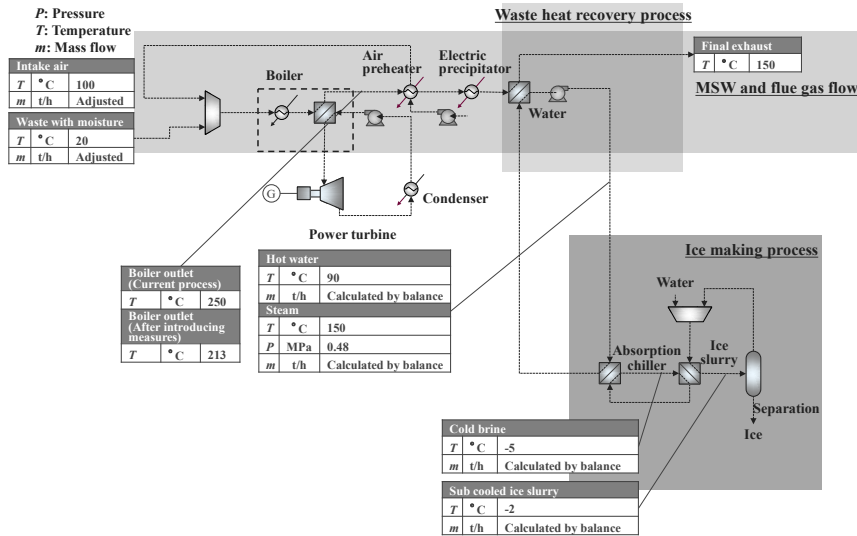 P: Pressure
T: Temperature
m: Mass flow
Waste heat recovery process
Intake air
T °C 100
m t/h Adjusted
Waste with moisture
T °C 20
m t/h Adjusted
Boiler
Air
preheater
Electric
precipitator
Water
Final exhaust
T °C 150
MSW and flue gas flow
G
Condenser
Power turbine
Boiler outlet
(Current process)
T °C 250
Boiler outlet
(After introducing
measures)
T °C 213
Hot water
T °C 90
m t/h Calculated by balance
Steam
T °C 150
P MPa 0.48
m t/h Calculated by balance
Ice making process
Water
Absorption
chiller
Ice
slurry
Separation
Ice
Cold brine
T °C -5
m t/h Calculated by balance
Sub cooled ice slurry
T °C -2
m t/h Calculated by balance